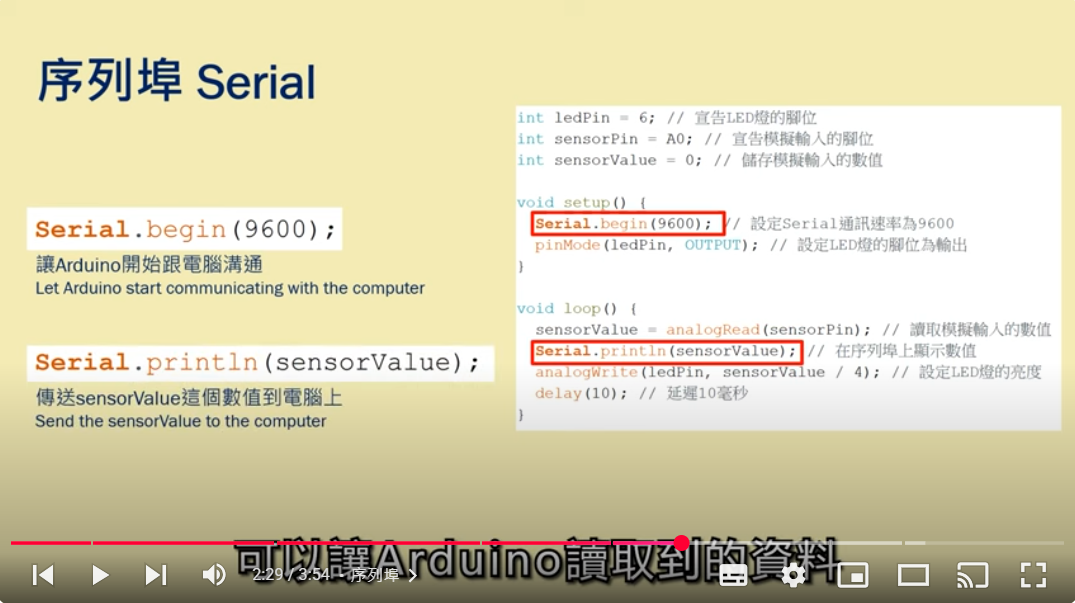 序列埠 Serial
Serial.begin(9600);
讓Arduino開始跟電腦溝通
Let Arduino start communicating with the computer
Serial.println(sensorValue);
傳送sensorValue這個數值到電腦上
Send the sensorValue to the computer
int ledPin = 6; // 宣告LED燈的腳位
int sensorPin = A0; // 宣告模擬輸入的腳位
int sensorValue = 0; // 儲存模擬輸入的數值
void setup() {
Serial.begin(9600); // 設定Serial通訊速率為9600
pinMode(ledPin, OUTPUT); // 設定LED燈的腳位為輸出
}
void loop() {
sensorValue = analogRead(sensorPin); // 讀取模擬輸入的數值
Serial.println(sensorValue); // 在序列埠上顯示數值
analogWrite(ledPin, sensorValue / 4); // 設定LED燈的亮度
delay(10); // 延遲10毫秒
}
可以讓Arduino讀取到的資料
2:29 / 3:54 · 序列埠